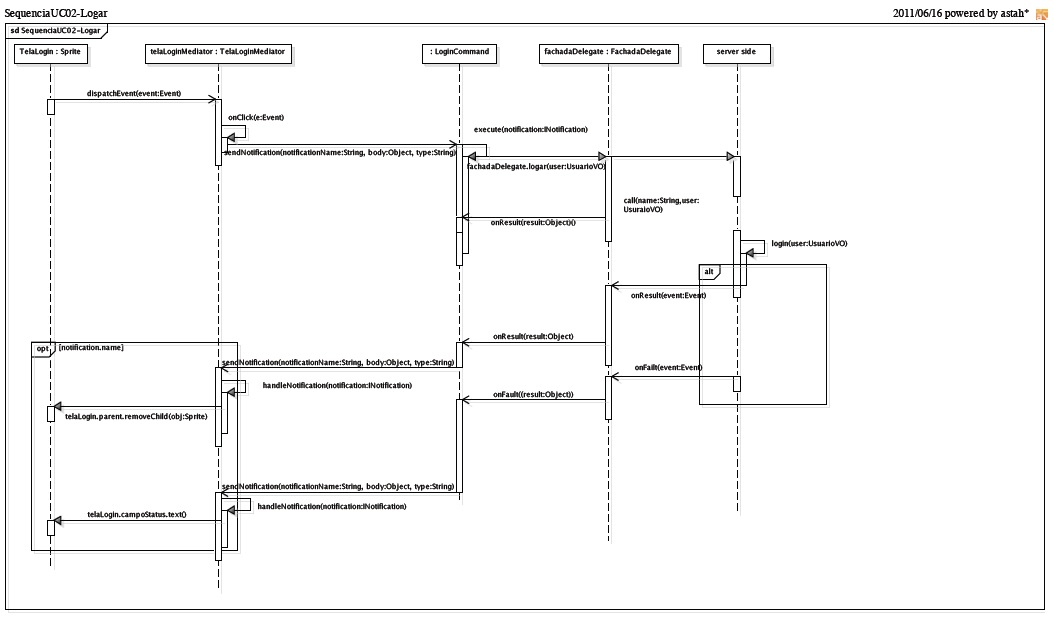 SequenciaUC02-Logar
2011/06/16 powered by astah*
sd SequenciaUC02-Logar
TelaLogin : Sprite
telaLoginMediator : TelaLoginMediator
: LoginCommand
fachadaDelegate : FachadaDelegate
server side
dispatchEvent(event:Event)
onClick(e:Event)
execute(notification:INotification)
sendNotification(notificationName:String, body:Object, type:String)
fachadaDelegate.logar(user:UsuarioVO)
call(name:String,user:
UsuraioVO)
onResult(result:Object)()
login(user:UsuarioVO)
alt
onResult(event:Event)
onResult(result:Object)
opt
[notification.name]
sendNotification(notificationName:String, body:Object, type:String)
onFailt(event:Event)
handleNotification(notification:INotification)
onFault((result:Object))
telaLogin.parent.removeChild(obj:Sprite)
sendNotification(notificationName:String, body:Object, type:String)
handleNotification(notification:INotification)
telaLogin.campoStatus.text()